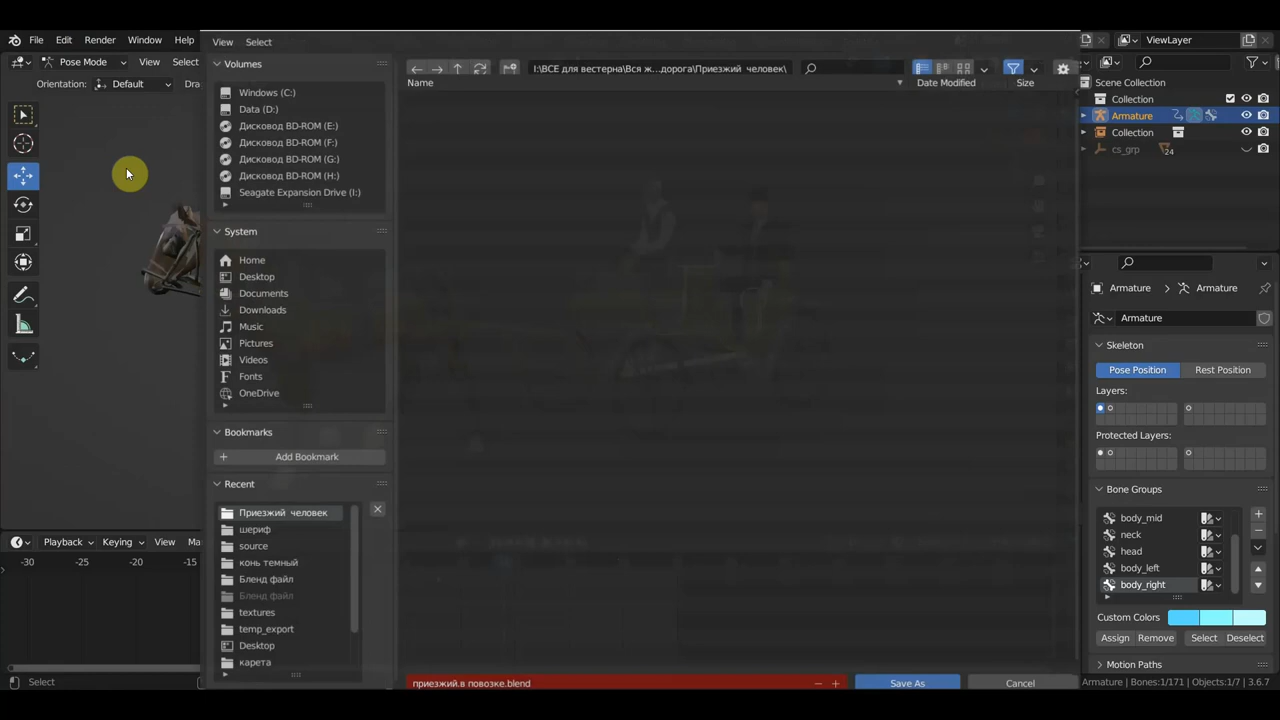 File Edit Render Window Help
View Select
ViewLayer
Pose Mode View Select
Orientation: Default Dra
Volumes
Windows (C:)
Data (D:)
Дисковод BD-ROM (E:)
Дисковод BD-ROM (F:)
Дисковод BD-ROM (G:)
Дисковод BD-ROM (H:)
Seagate Expansion Drive (I:)
System
Home
Desktop
Documents
Downloads
Music
Pictures
Videos
Fonts
OneDrive
Bookmarks
Add Bookmark
Recent
Приезжий человек
шериф
source
конь темный
Бленд файл
Бленд файл
textures
temp_export
Desktop
карета
I:\ВСЕ для вестерна\Вся ж...дорога\Приезжий человек\
Name Date Modified Size
приезжий.в повозке.blend
Save As Cancel
Scene Collection
Collection
Armature
Collection
cs_grp 24
Armature Armature
Armature
Skeleton
Pose Position Rest Position
Layers:
Protected Layers:
Bone Groups
body_mid
neck
head
body_left
body_right
Custom Colors
Assign Remove Select Deselect
Motion Paths
Playback Keying View Ma
-30 -25 -20 -15
Select
Armature | Bones:1/171 | Objects:1/7 | 3.6.7